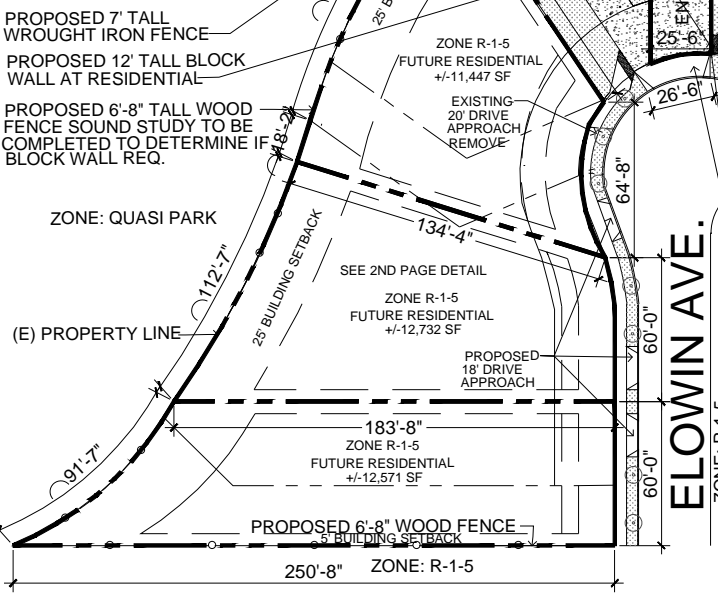 PROPOSED 7' TALL
WROUGHT IRON FENCE
PROPOSED 12' TALL BLOCK
WALL AT RESIDENTIAL
PROPOSED 6'-8" TALL WOOD
FENCE SOUND STUDY TO BE
COMPLETED TO DETERMINE IF
BLOCK WALL REQ.
ZONE: QUASI PARK
(E) PROPERTY LINE
25' B
ZONE R-1-5
FUTURE RESIDENTIAL
+/-11,447 SF
EXISTING
20' DRIVE
APPROACH
REMOVE
EN
25'-6"
26'-6"
64'-8"
134'-4"
112'-7"
25' BUILDING SETBACK
SEE 2ND PAGE DETAIL
ZONE R-1-5
FUTURE RESIDENTIAL
+/-12,732 SF
PROPOSED
18' DRIVE
APPROACH
60'-0"
ELOWIN AVE.
ZONE: R-1-5
183'-8"
ZONE R-1-5
FUTURE RESIDENTIAL
+/-12,571 SF
91'-7"
60'-0"
PROPOSED 6'-8" WOOD FENCE
5' BUILDING SETBACK
250'-8"
ZONE: R-1-5